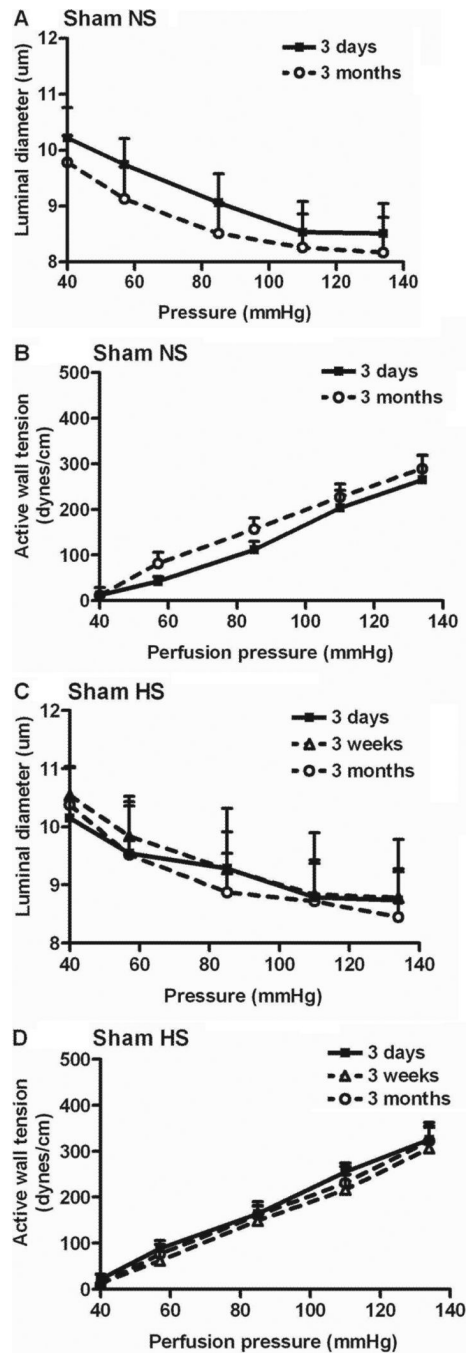 A
Sham NS
3 days
3 months
Luminal diameter (um)
12
11
10
9
8
40 60 80 100 120 140
Pressure (mmHg)
B
Sham NS
3 days
3 months
Active wall tension
(dynes/cm)
500
400
300
200
100
0
40 60 80 100 120 140
Perfusion pressure (mmHg)
C
Sham HS
3 days
3 weeks
3 months
Luminal diameter (um)
12
11
10
9
8
40 60 80 100 120 140
Pressure (mmHg)
D
Sham HS
3 days
3 weeks
3 months
Active wall tension
(dynes/cm)
500
400
300
200
100
0
40 60 80 100 120 140
Perfusion pressure (mmHg)